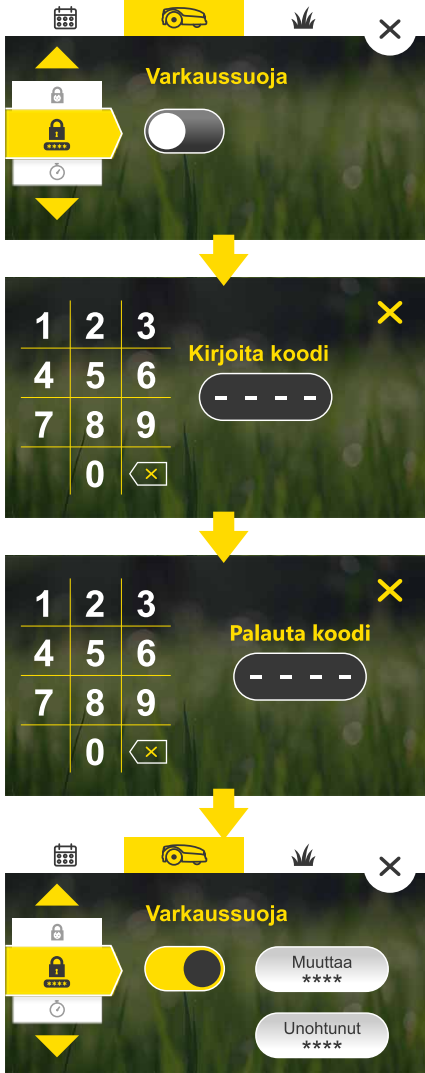 Varkaussuoja
****
1 2 3
Kirjoita koodi
4 5 6
- - - -
7 8 9
0
1 2 3
Palauta koodi
4 5 6
- - - -
7 8 9
0
Varkaussuoja
Muuttaa
****
****
Unohtunut
****